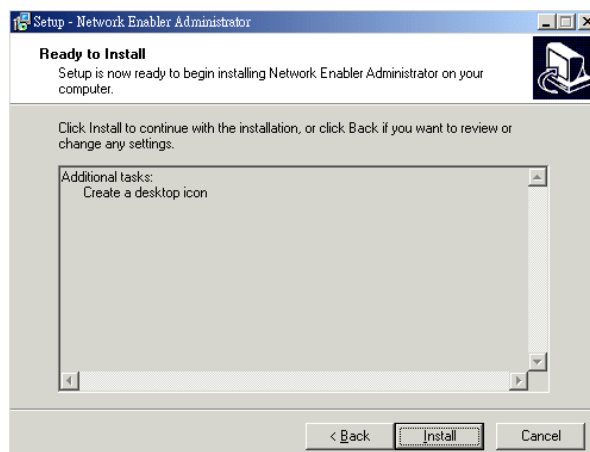 Setup - Network Enabler Administrator
Ready to Install
Setup is now ready to begin installing Network Enabler Administrator on your
computer.
Click Install to continue with the installation, or click Back if you want to review or
change any settings.
Additional tasks:
Create a desktop icon
< Back
Install
Cancel